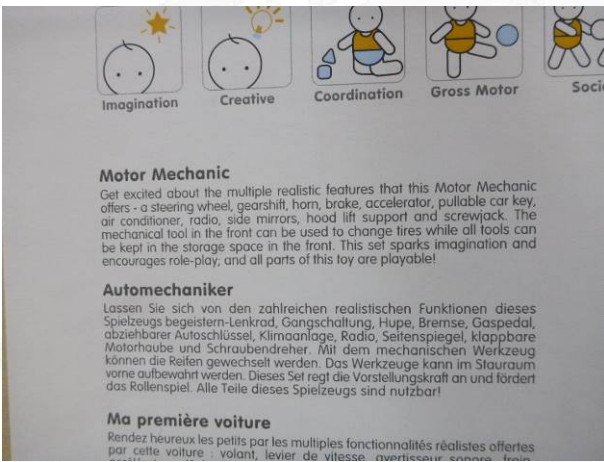 Imagination
Creative
Coordination
Gross Motor
Motor Mechanic
Get excited about the multiple realistic features that this Motor Mechanic
offers - a steering wheel, gearshift, horn, brake, accelerator, pullable car key,
air conditioner, radio, side mirrors, hood lift support and screwjack. The
mechanical tool in the front can be used to change tires while all tools can
be kept in the storage space in the front. This set sparks imagination and
encourages role-play; and all parts of this toy are playable!
Automechaniker
Lassen Sie sich von den zahlreichen realistischen Funktionen dieses
Spielzeugs begeistern-Lenkrad, Gangschaltung, Hupe, Bremse, Gaspedal,
abziehbarer Autoschlüssel, Klimaanlage, Radio, Seitenspiegel, klappbare
Motorhaube und Schraubendreher. Mit dem mechanischen Werkzeug
können die Reifen gewechselt werden. Das Werkzeuge kann im Stauraum
vorne aufbewahrt werden. Dieses Set regt die Vorstellungskraft an und fördert
das Rollenspiel. Alle Teile dieses Spielzeugs sind nutzbar!
Ma première voiture
Rendez heureux les petits par les multiples fonctionnalités réalistes offertes
par cette voiture : volant, levier de vitesse, avertisseur sonore, frein,